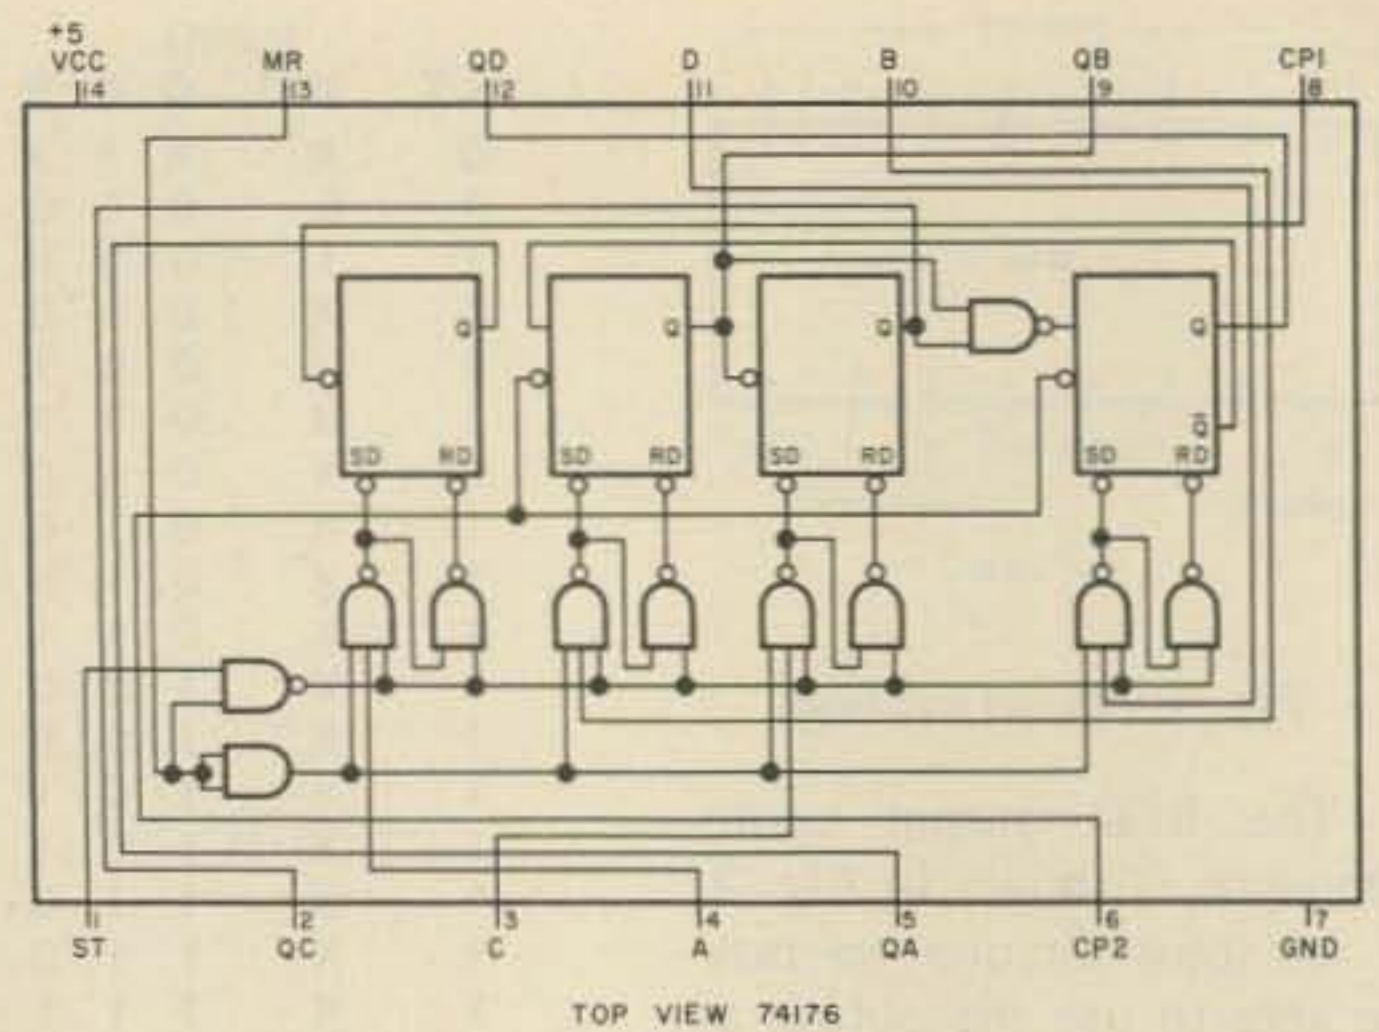 +5
VCC MR QD D B QB CP1
14 13 12 11 10 9 8
Q Q Q Q
Q̅
SD RD SD RD SD RD SD RD
1 2 3 4 5 6 7
ST QC C A QA CP2 GND
TOP VIEW 74176